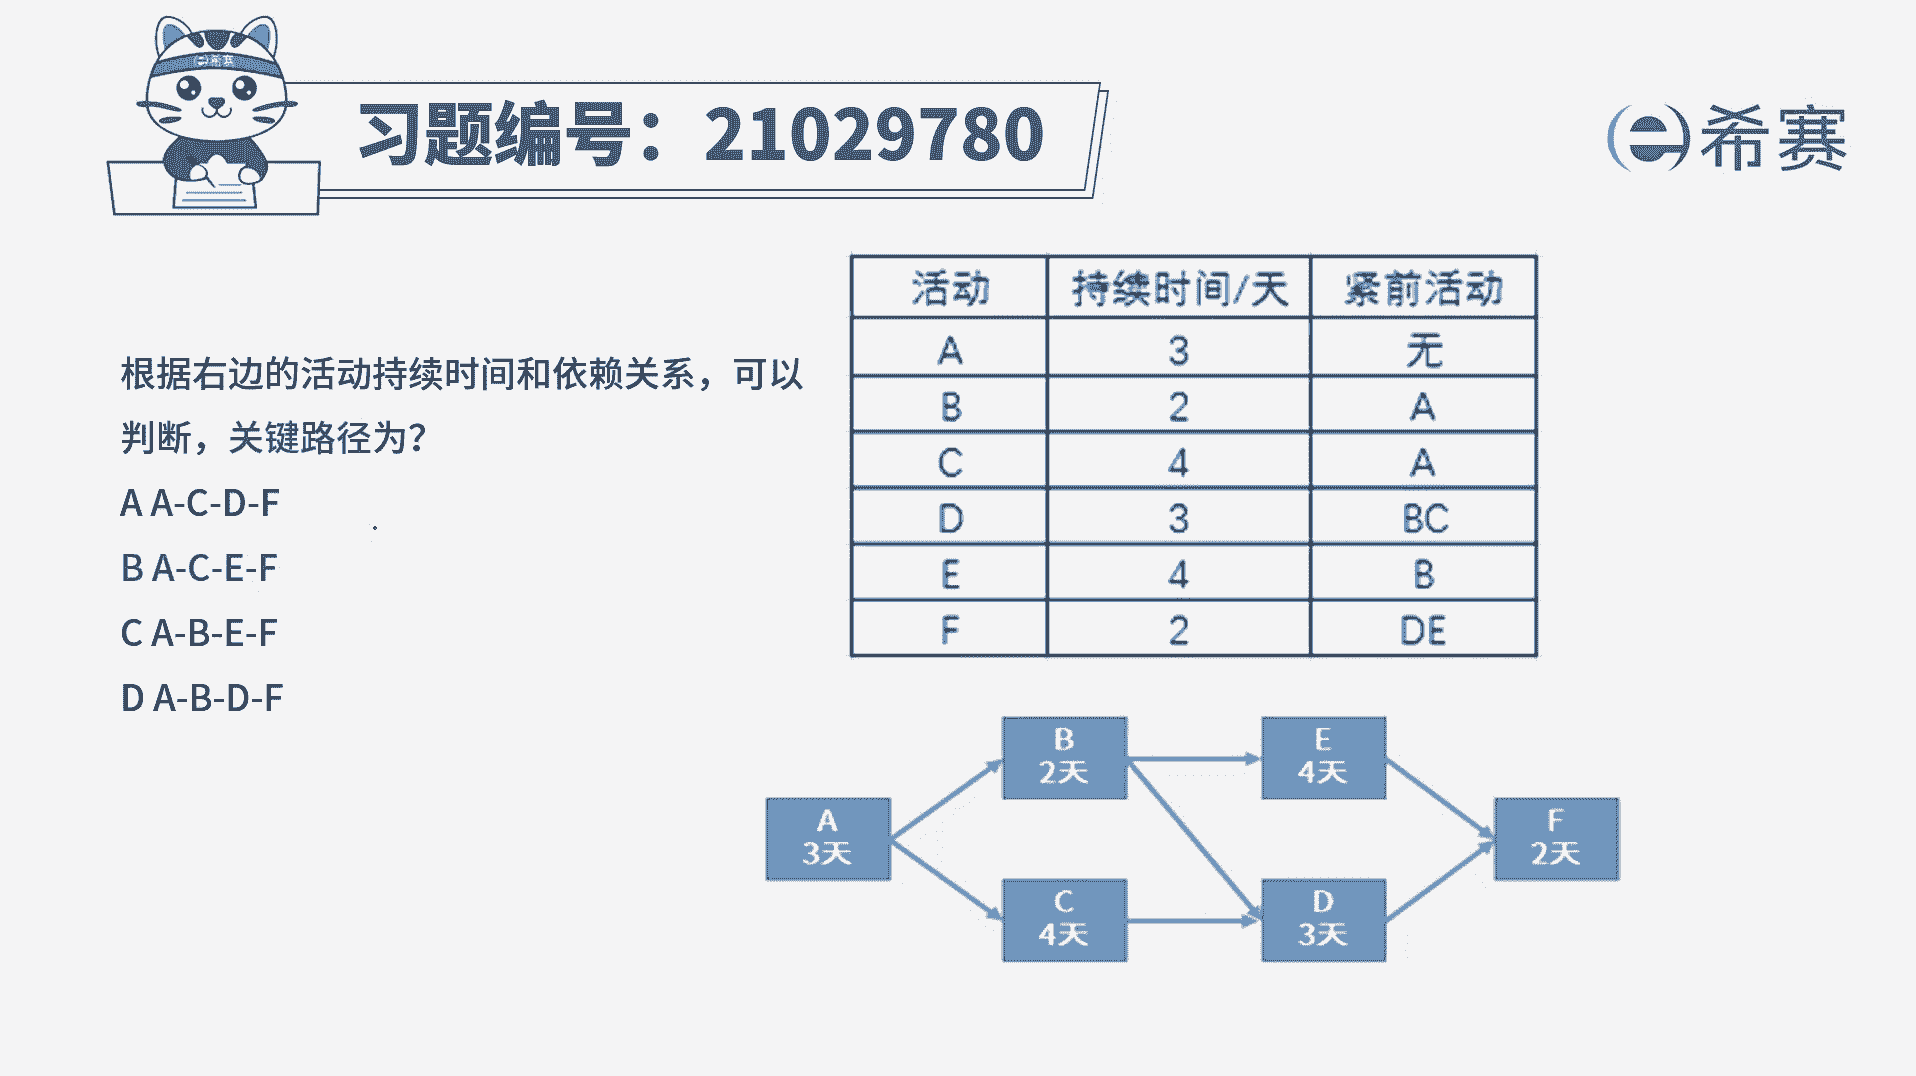 希赛
习题编号：21029780
希赛
根据右边的活动持续时间和依赖关系，可以
判断，关键路径为？
A A-C-D-F
B A-C-E-F
C A-B-E-F
D A-B-D-F
活动 持续时间/天 紧前活动
A 3 无
B 2 A
C 4 A
D 3 BC
E 4 B
F 2 DE
B
2天
E
4天
A
3天
F
2天
C
4天
D
3天